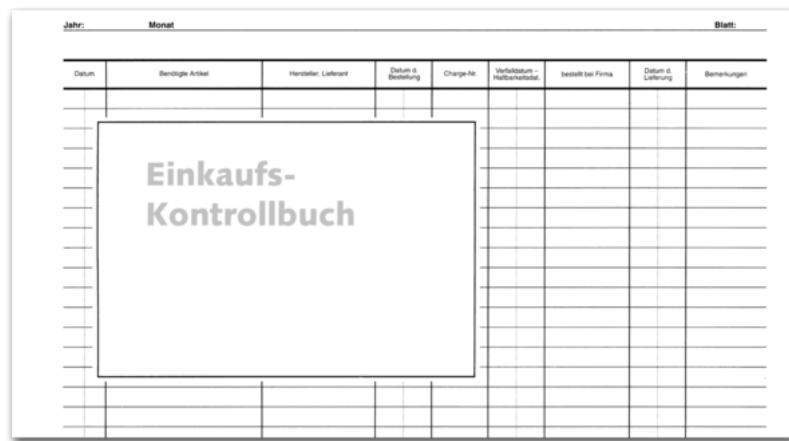 Jahr: Monat Blatt:
Datum Benötigte Artikel Hersteller, Lieferant Datum d. Bestellung Charge-Nr. Verfalldatum – Haltbarkeitsdat. bestellt bei Firma Datum d. Lieferung Bemerkungen
Einkaufs-
Kontrollbuch